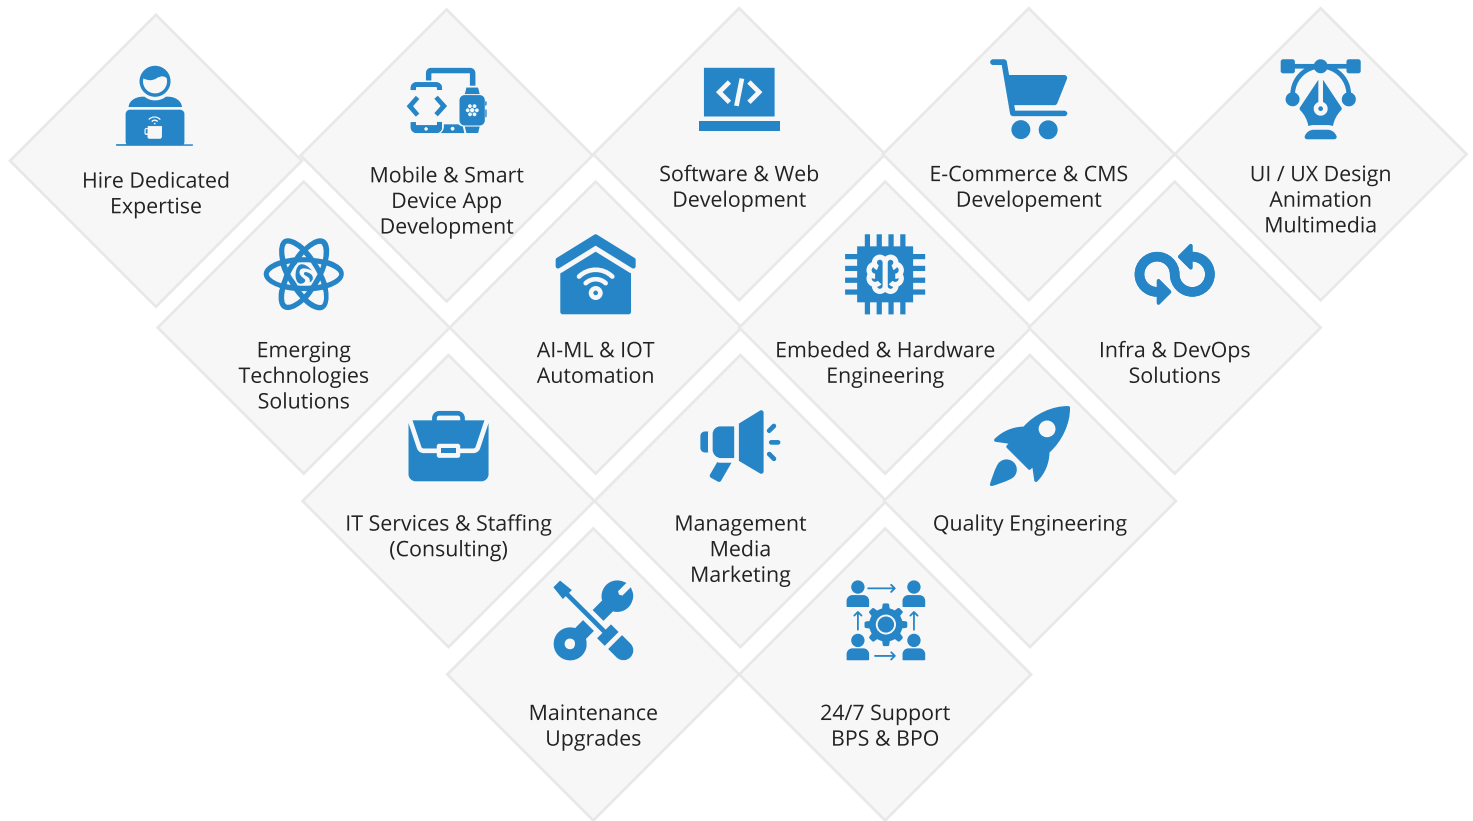 Hire Dedicated
Expertise
Mobile & Smart
Device App
Development
Software & Web
Development
E-Commerce & CMS
Developement
UI / UX Design
Animation
Multimedia
Emerging
Technologies
Solutions
AI-ML & IOT
Automation
Embeded & Hardware
Engineering
Infra & DevOps
Solutions
IT Services & Staffing
(Consulting)
Management
Media
Marketing
Quality Engineering
Maintenance
Upgrades
24/7 Support
BPS & BPO